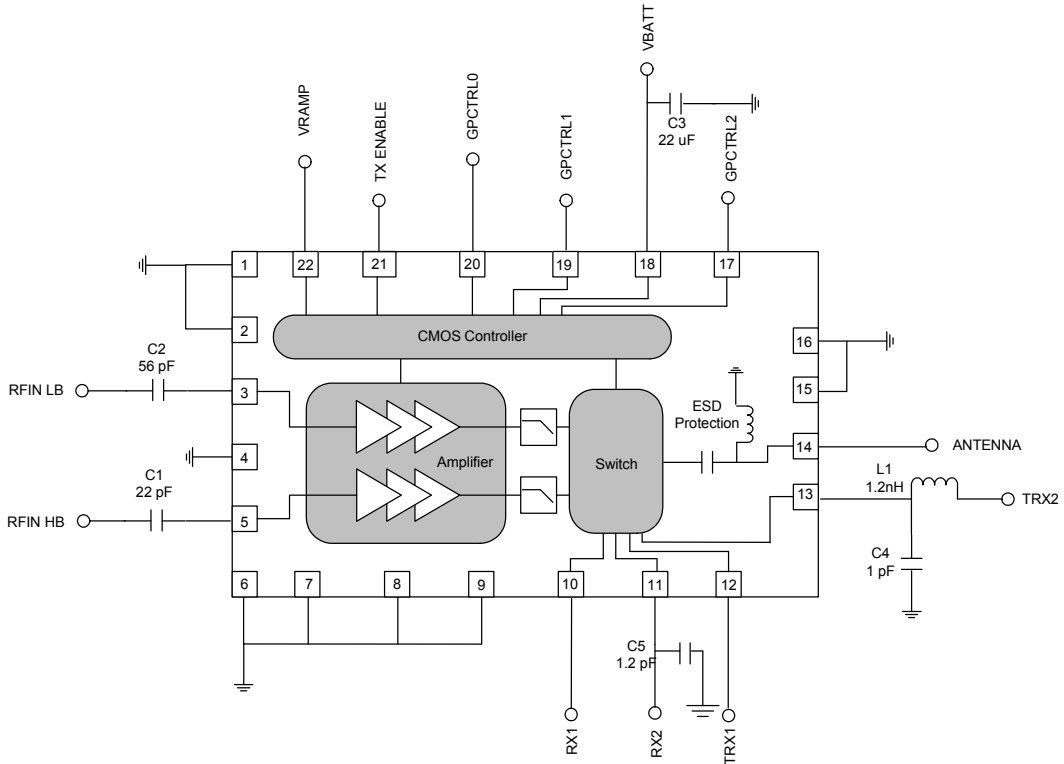 VBATT
VRAMP
TX ENABLE
GPCTRL0
GPCTRL1
C3
22 uF
GPCTRL2
1
22
21
20
19
18
17
2
CMOS Controller
16
C2
56 pF
RFIN LB
3
15
ESD
Protection
Amplifier
Switch
14
ANTENNA
4
C1
22 pF
13
L1
1.2nH
TRX2
RFIN HB
5
C4
1 pF
6
7
8
9
10
11
12
C5
1.2 pF
RX1
RX2
TRX1